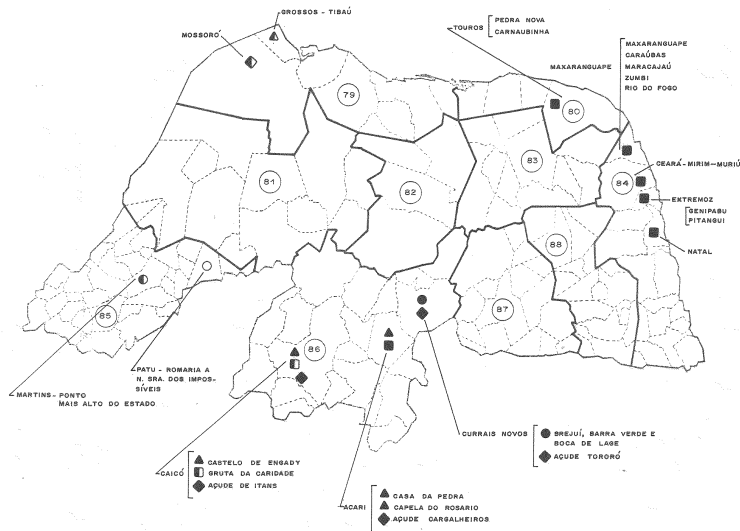 GROSSOS - TIBAÚ
MOSSORÓ
TOUROS
PEDRA NOVA
CARNAUBINHA
MAXARANGUAPE
MAXARANGUAPE
CARAÚBAS
MARACAJAÚ
ZUMBI
RIO DO FOGO
79
80
81
82
83
84
CEARÁ-MIRIM-MURIÚ
EXTREMOZ
GENIPABU
PITANGUI
NATAL
88
85
86
87
PATU - ROMARIA A
N. SRA. DOS IMPOS-
SÍVEIS
MARTINS - PONTO
MAIS ALTO DO ESTADO
CAICÓ
CASTELO DE ENGADY
GRUTA DA CARIDADE
AÇUDE DE ITANS
ACARI
CASA DA PEDRA
CAPELA DO ROSARIO
AÇUDE CARGALHEIROS
CURRAIS NOVOS
BREJUÍ, BARRA VERDE E
BOCA DE LAGE
AÇUDE TORORÓ